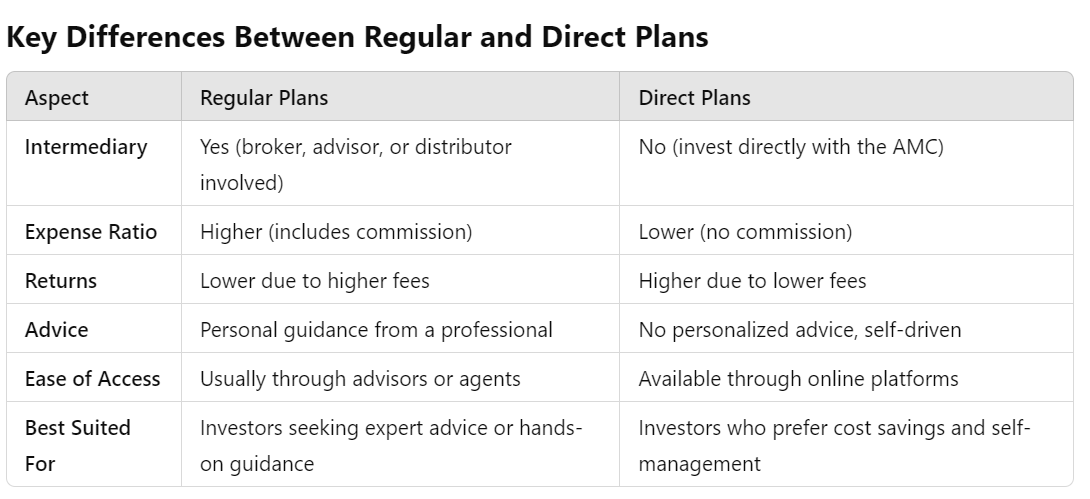 Key Differences Between Regular and Direct Plans
Aspect Regular Plans Direct Plans
Intermediary Yes (broker, advisor, or distributor involved) No (invest directly with the AMC)
Expense Ratio Higher (includes commission) Lower (no commission)
Returns Lower due to higher fees Higher due to lower fees
Advice Personal guidance from a professional No personalized advice, self-driven
Ease of Access Usually through advisors or agents Available through online platforms
Best Suited For Investors seeking expert advice or hands-on guidance Investors who prefer cost savings and self-management